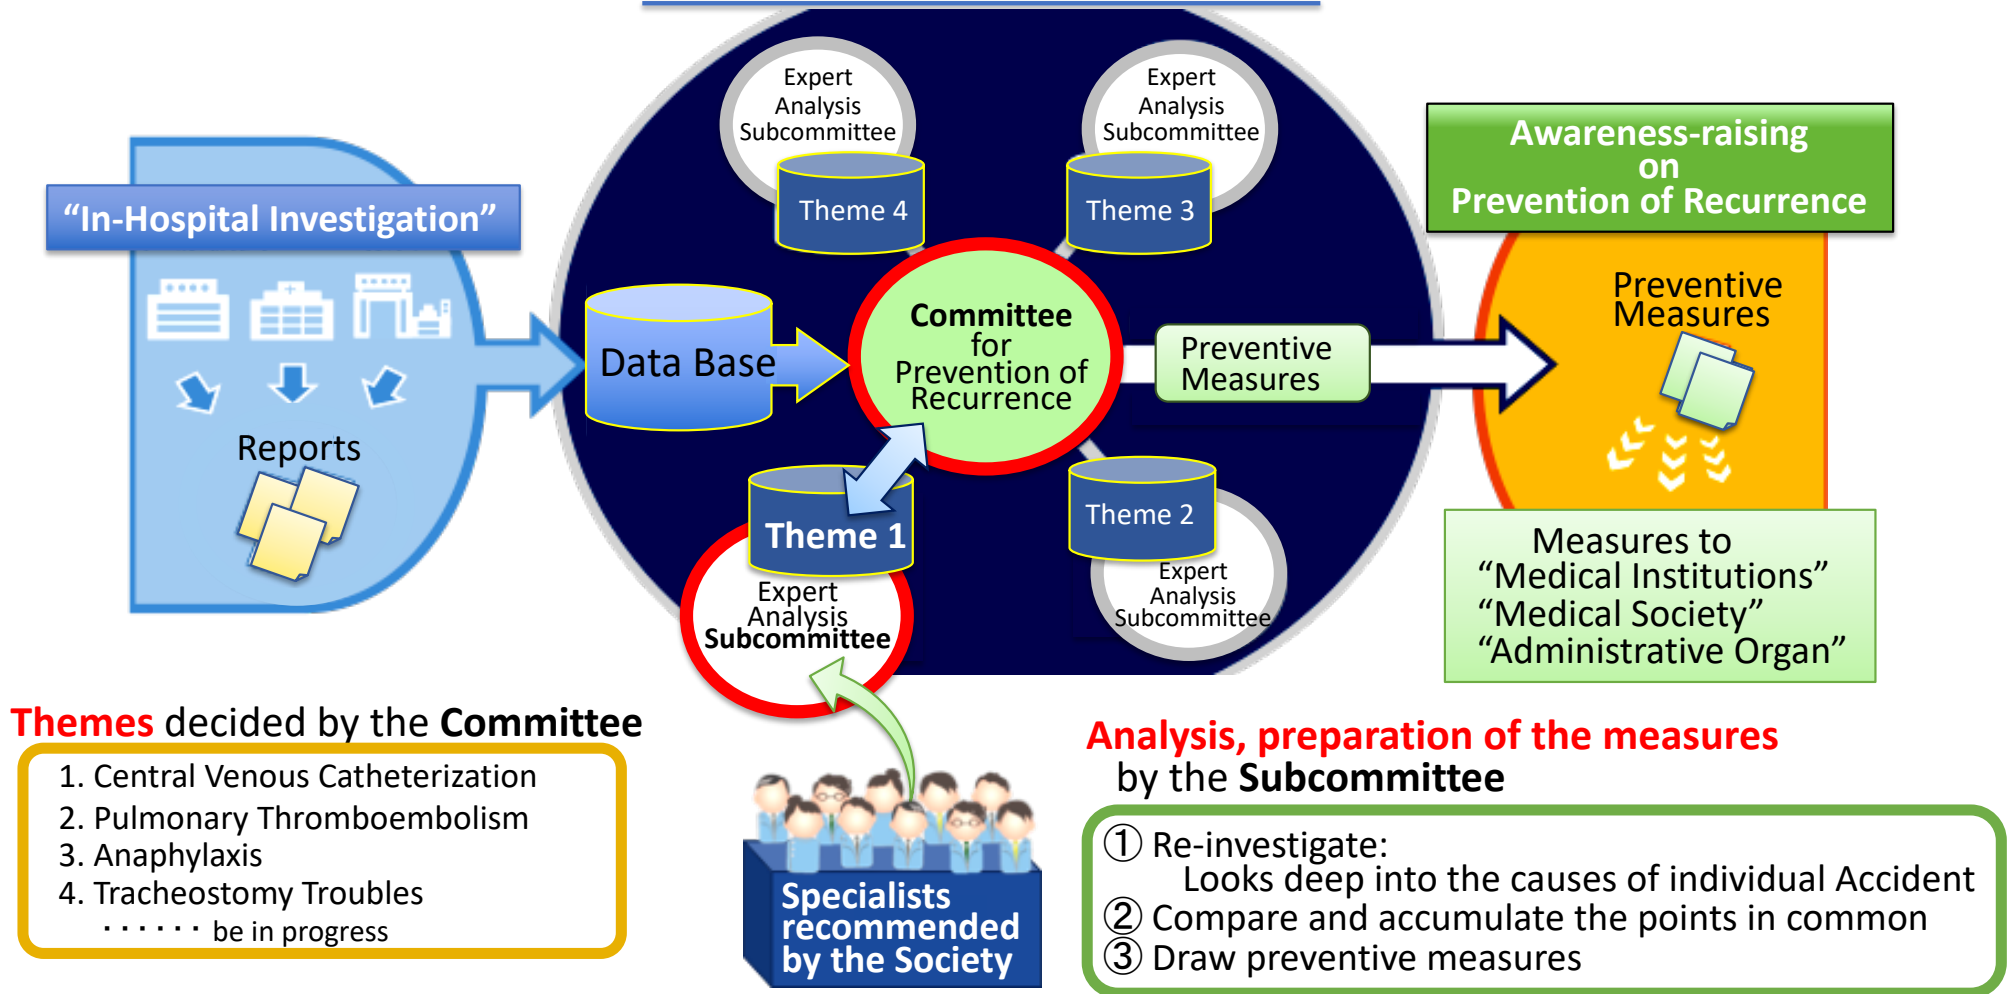 Expert
Analysis
Subcommittee
Theme 4
Expert
Analysis
Subcommittee
Theme 3
Awareness-raising
on
Prevention of Recurrence
“In-Hospital Investigation”
Reports
Data Base
Committee
for
Prevention of
Recurrence
Preventive
Measures
Preventive
Measures
Theme 1
Expert
Analysis
Subcommittee
Theme 2
Expert
Analysis
Subcommittee
Measures to
“Medical Institutions”
“Medical Society”
“Administrative Organ”
Themes decided by the Committee
1. Central Venous Catheterization
2. Pulmonary Thromboembolism
3. Anaphylaxis
4. Tracheostomy Troubles
······ be in progress
Specialists
recommended
by the Society
Analysis, preparation of the measures
by the Subcommittee
① Re-investigate:
Looks deep into the causes of individual Accident
② Compare and accumulate the points in common
③ Draw preventive measures